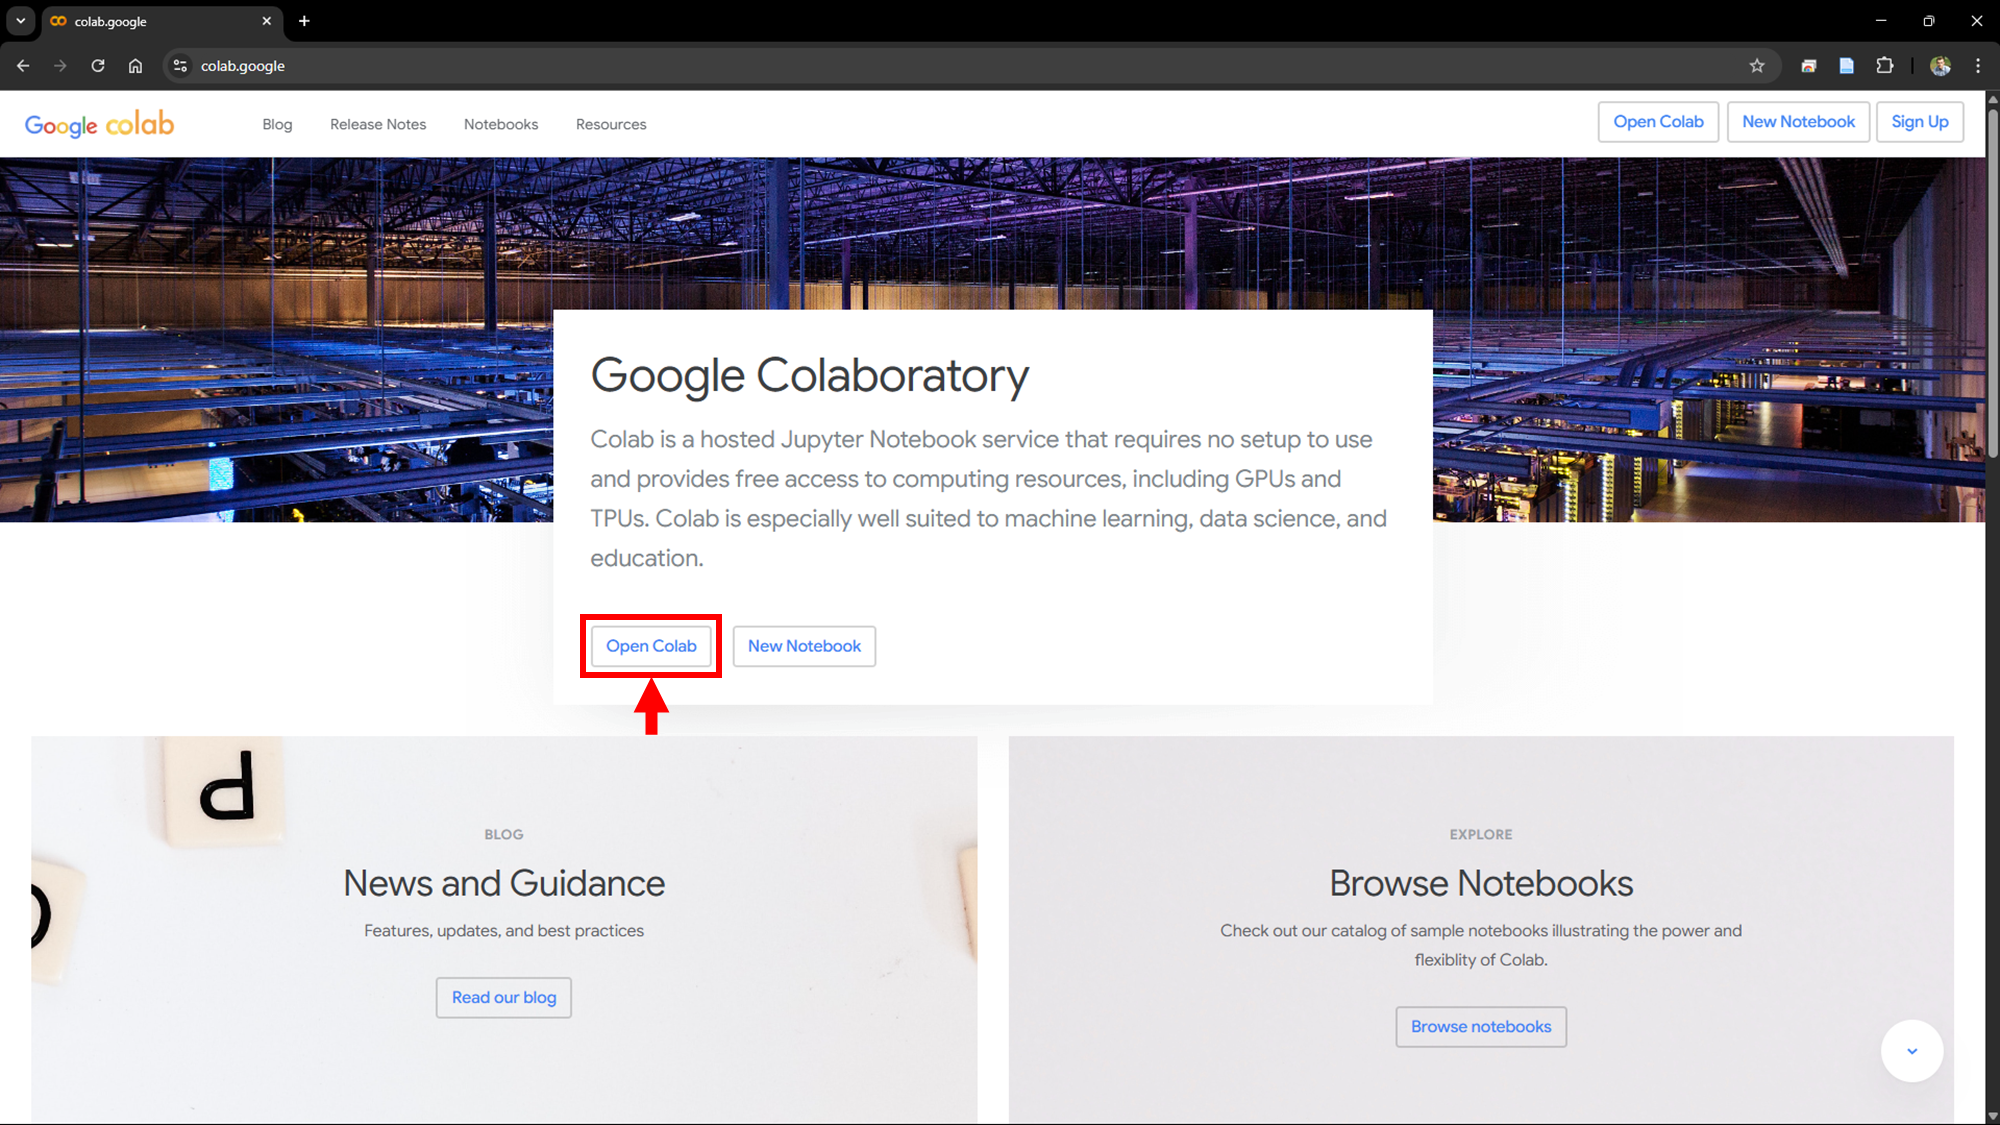 colab.google
colab.google
Google colab
Blog
Release Notes
Notebooks
Resources
Open Colab
New Notebook
Sign Up
Google Colaboratory
Colab is a hosted Jupyter Notebook service that requires no setup to use
and provides free access to computing resources, including GPUs and
TPUs. Colab is especially well suited to machine learning, data science, and
education.
Open Colab
New Notebook
d
BLOG
News and Guidance
Features, updates, and best practices
Read our blog
EXPLORE
Browse Notebooks
Check out our catalog of sample notebooks illustrating the power and
flexiblity of Colab.
Browse notebooks